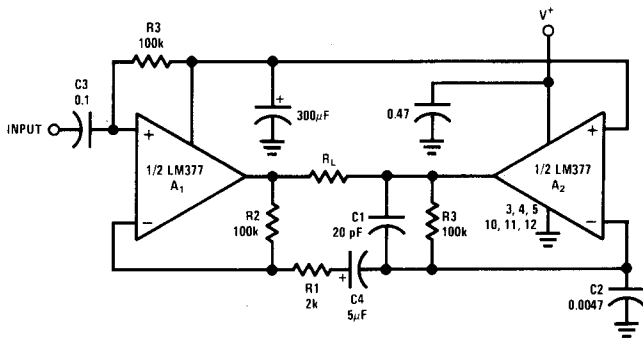 V+
R3
100k
C3
0.1
INPUT
+
1/2 LM377
A1
−
+
300μF
0.47
+
1/2 LM377
A2
−
3, 4, 5
10, 11, 12
RL
R2
100k
C1
20 pF
R3
100k
R1
2k
+
C4
5μF
C2
0.0047